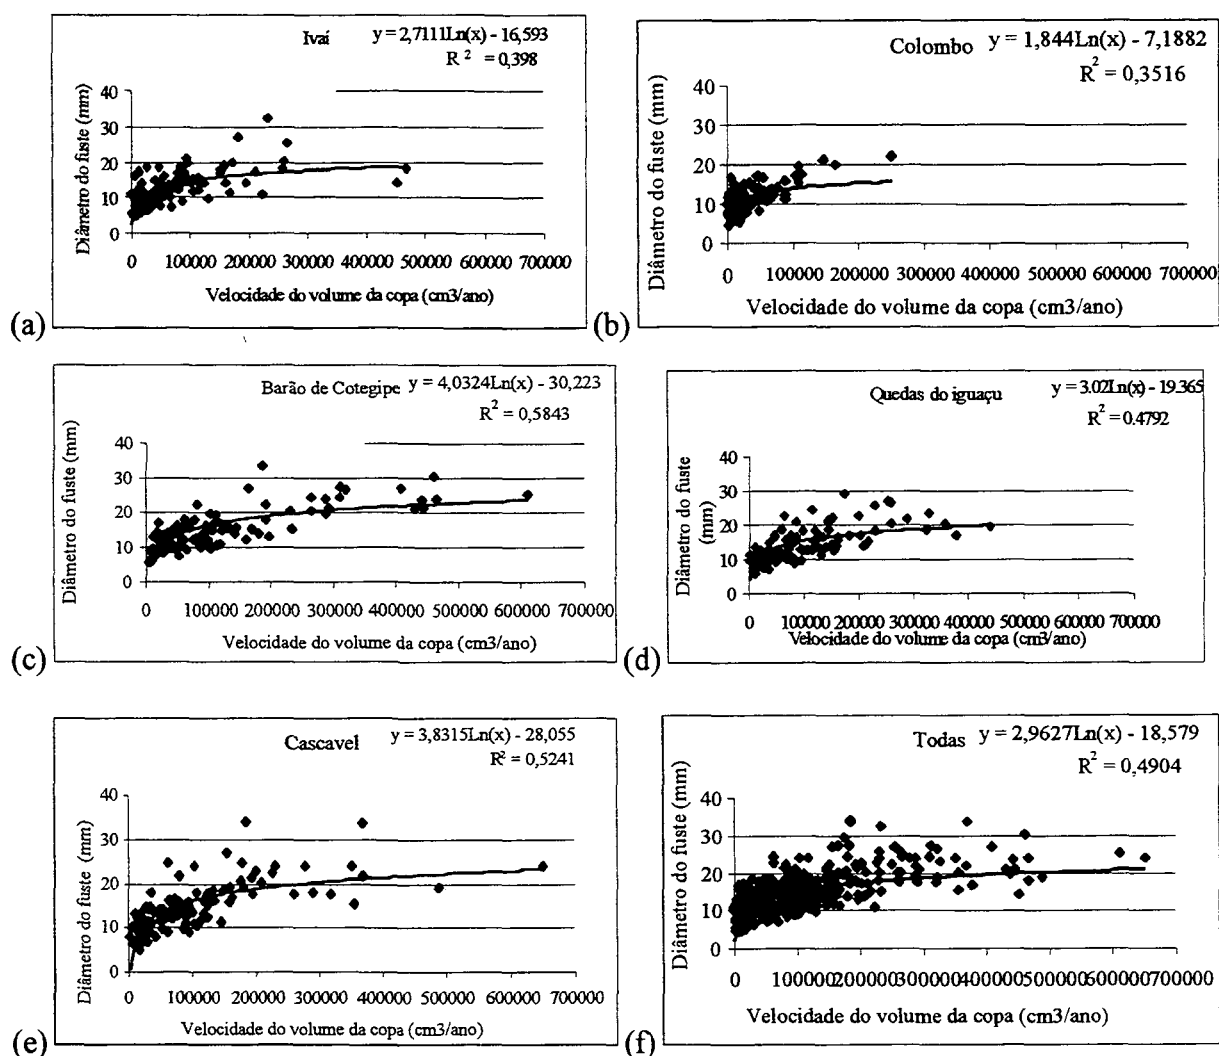 Ivaí y = 2,7111Ln(x) - 16,593
R² = 0,398
Diâmetro do fuste (mm)
40
30
20
10
0
0 100000 200000 300000 400000 500000 600000 700000
Velocidade do volume da copa (cm3/ano)
(a)
Colombo y = 1,844Ln(x) - 7,1882
R² = 0,3516
Diâmetro do fuste (mm)
40
30
20
10
0
0 100000 200000 300000 400000 500000 600000 700000
Velocidade do volume da copa (cm3/ano)
(b)
Barão de Cotegipe y = 4,0324Ln(x) - 30,223
R² = 0,5843
Diâmetro do fuste (mm)
40
30
20
10
0
0 100000 200000 300000 400000 500000 600000 700000
Velocidade do volume da copa (cm3/ano)
(c)
Quedas do iguaçu y = 3.02Ln(x) - 19.365
R² = 0.4792
Diâmetro do fuste
(mm)
40
30
20
10
0
0 100000 200000 300000 400000 500000 600000 700000
Velocidade do volume da copa (cm3/ano)
(d)
Cascavel y = 3,8315Ln(x) - 28,055
R² = 0,5241
Diâmetro do fuste (mm)
40
30
20
10
0
0 100000 200000 300000 400000 500000 600000 700000
Velocidade do volume da copa (cm3/ano)
(e)
Todas y = 2,9627Ln(x) - 18,579
R² = 0,4904
Diâmetro do fuste (mm)
40
30
20
10
0
0 100000 200000 300000 400000 500000 600000 700000
Velocidade do volume da copa (cm3/ano)
(f)